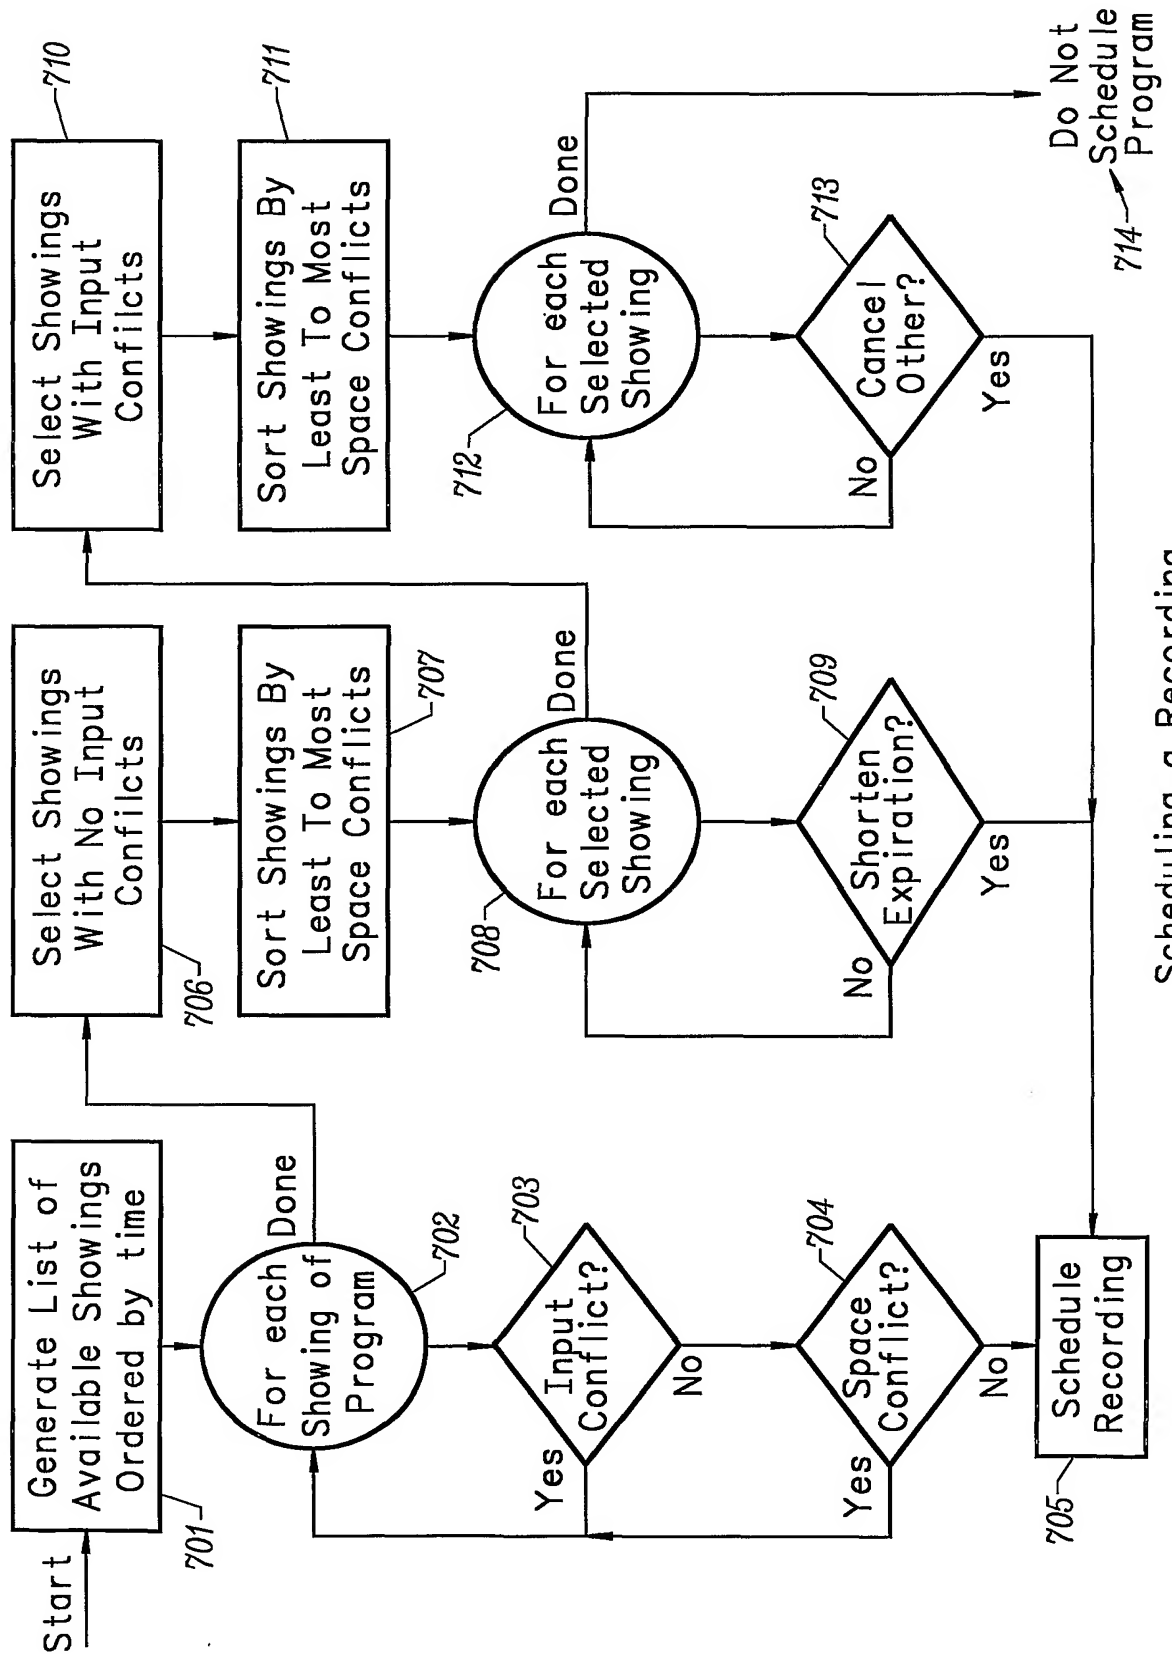 Start
Generate List of
Available Showings
Ordered by time
701
For each
Showing of
Program
Done
702
Input
Conflict?
703
Yes
No
Space
Conflict?
704
Yes
No
Schedule
Recording
705
Select Showings
With No Input
Confilcts
706
Sort Showings By
Least To Most
Space Conflicts
707
For each
Selected
Showing
Done
708
Shorten
Expiration?
709
No
Yes
Select Showings
With Input
Confilcts
710
Sort Showings By
Least To Most
Space Conflicts
711
For each
Selected
Showing
Done
712
Cancel
Other?
713
No
Yes
Do Not
Schedule
Program
714
Scheduling a Recording